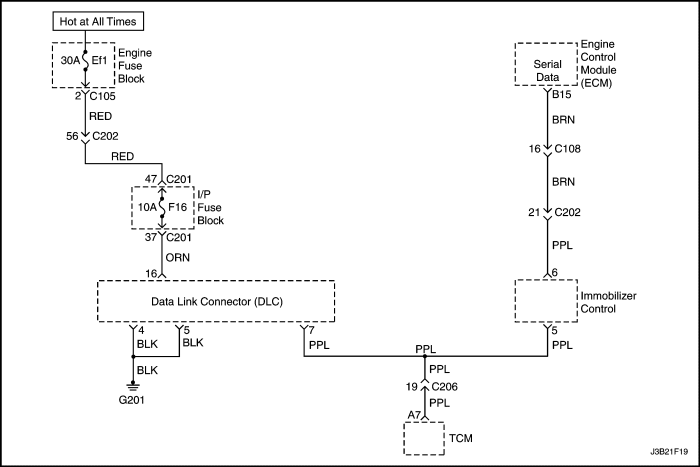 Hot at All Times
30A Ef1
Engine
Fuse
Block
2 C105
RED
56 C202
RED
47 C201
10A F16
I/P
Fuse
Block
37 C201
ORN
16
Data Link Connector (DLC)
4
5
7
BLK
BLK
PPL
BLK
G201
Serial
Data
Engine
Control
Module
(ECM)
B15
BRN
16 C108
BRN
21 C202
PPL
6
Immobilizer
Control
5
PPL
PPL
PPL
19 C206
PPL
A7
TCM
J3B21F19